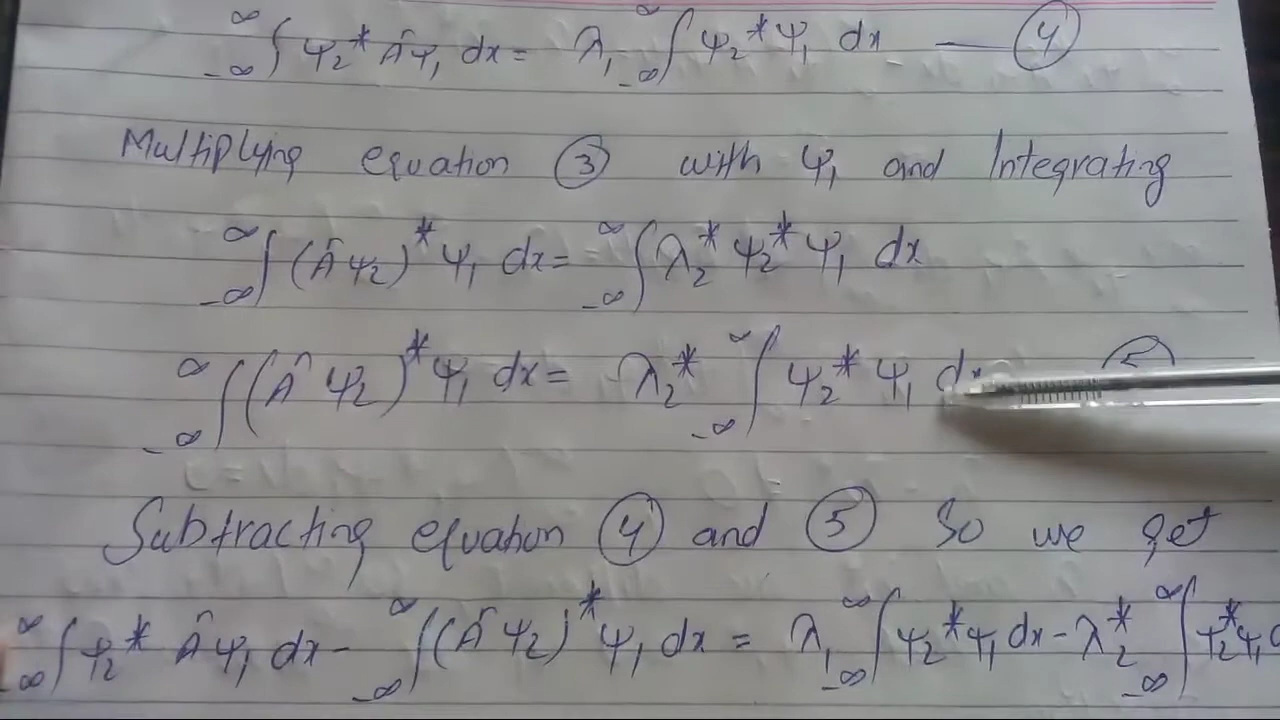 ∞∫-∞ ψ₂* Âψ₁ dx = λ₁ ∞∫-∞ ψ₂*ψ₁ dx — ④
Multiplying equation ③ with ψ₁ and Integrating
∞∫-∞ (Âψ₂)* ψ₁ dx = ∞∫-∞ λ₂* ψ₂* ψ₁ dx
∞∫-∞ (Â ψ₂)* ψ₁ dx = λ₂* ∞∫-∞ ψ₂* ψ₁ dx ⑤
Subtracting equation ④ and ⑤ So we get
∞∫-∞ ψ₂* Âψ₁ dx - ∞∫-∞ (Âψ₂)* ψ₁ dx = λ₁ ∞∫-∞ ψ₂*ψ₁ dx - λ₂* ∞∫-∞ ψ₂*ψ₁